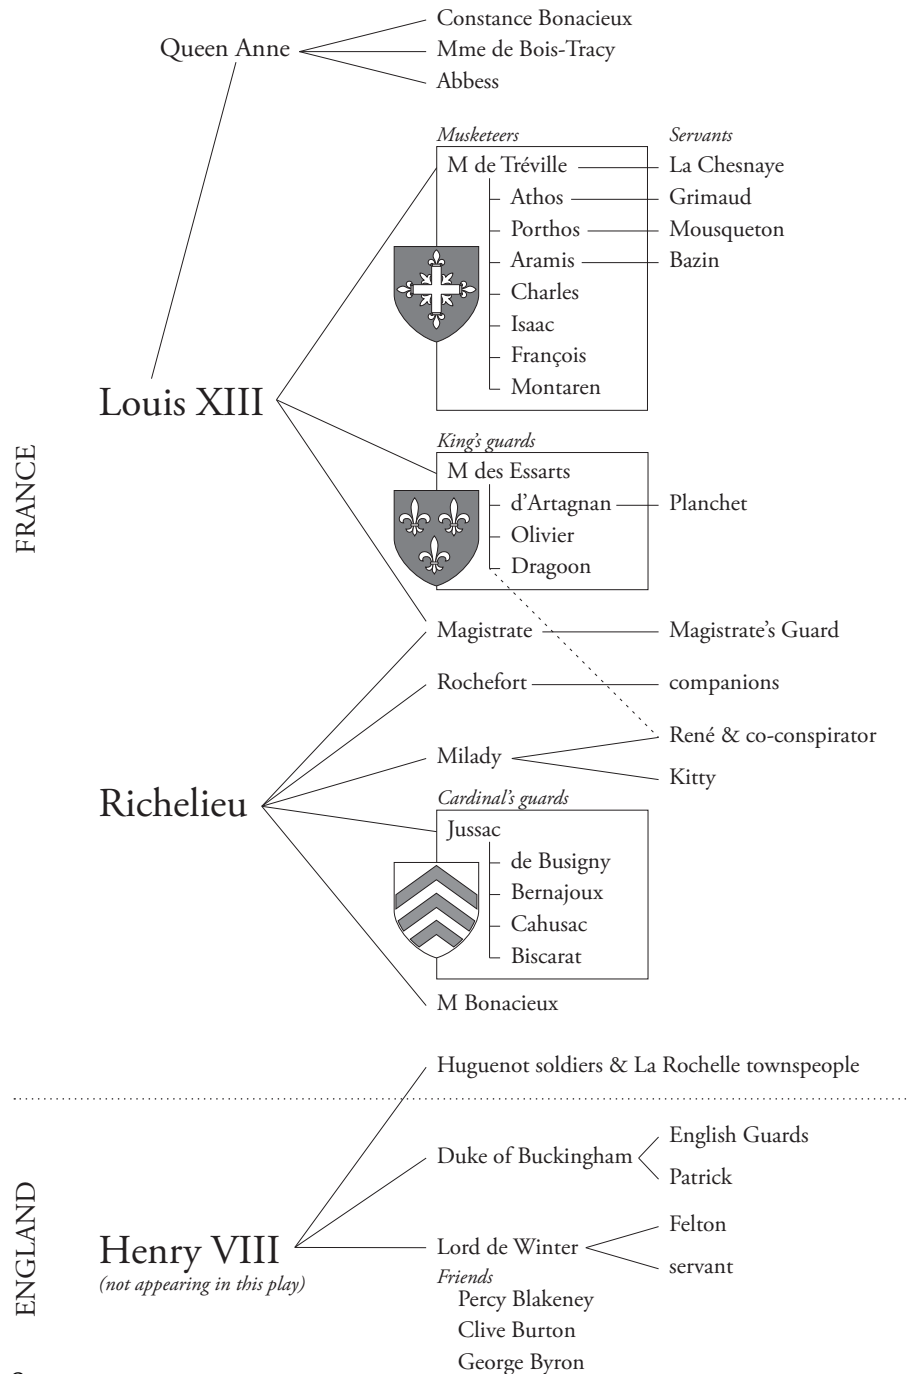 Constance Bonacieux
Queen Anne
Mme de Bois-Tracy
Abbess
Musketeers
Servants
M de Tréville
La Chesnaye
Athos
Grimaud
Porthos
Mousqueton
Aramis
Bazin
Charles
Isaac
François
Montaren
Louis XIII
King's guards
M des Essarts
d'Artagnan
Planchet
Olivier
Dragoon
FRANCE
Magistrate
Magistrate's Guard
Rochefort
companions
René & co-conspirator
Milady
Kitty
Richelieu
Cardinal's guards
Jussac
de Busigny
Bernajoux
Cahusac
Biscarat
M Bonacieux
Huguenot soldiers & La Rochelle townspeople
English Guards
Duke of Buckingham
Patrick
ENGLAND
Henry VIII
(not appearing in this play)
Felton
Lord de Winter
servant
Friends
Percy Blakeney
Clive Burton
George Byron